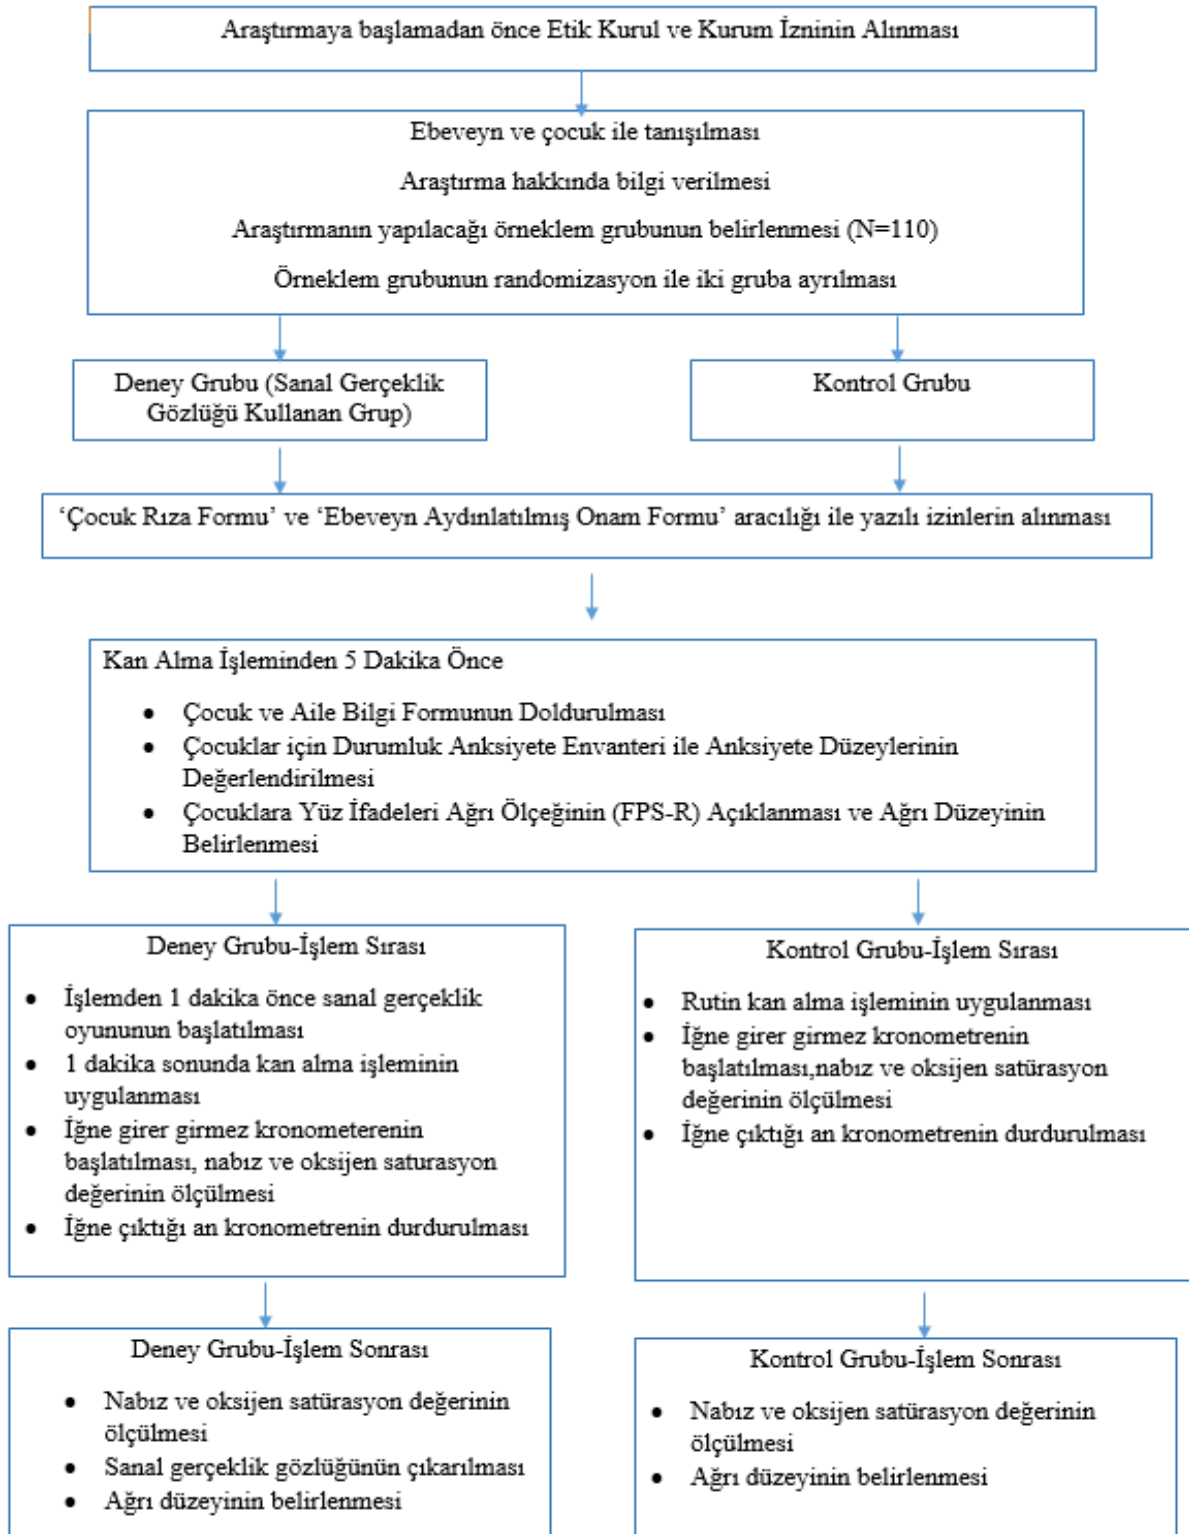 Araştırmaya başlamadan önce Etik Kurul ve Kurum İzninin Alınması
Ebeveyn ve çocuk ile tanışılması
Araştırma hakkında bilgi verilmesi
Araştırmanın yapılacağı örneklem grubunun belirlenmesi (N=110)
Örneklem grubunun randomizasyon ile iki gruba ayrılması
Deney Grubu (Sanal Gerçeklik
Gözlüğü Kullanan Grup)
Kontrol Grubu
‘Çocuk Rıza Formu’ ve ‘Ebeveyn Aydınlatılmış Onam Formu’ aracılığı ile yazılı izinlerin alınması
Kan Alma İşleminden 5 Dakika Önce
• Çocuk ve Aile Bilgi Formunun Doldurulması
• Çocuklar için Durumluk Anksiyete Envanteri ile Anksiyete Düzeylerinin
Değerlendirilmesi
• Çocuklara Yüz İfadeleri Ağrı Ölçeğinin (FPS-R) Açıklanması ve Ağrı Düzeyinin
Belirlenmesi
Deney Grubu-İşlem Sırası
• İşlemden 1 dakika önce sanal gerçeklik
oyununun başlatılması
• 1 dakika sonunda kan alma işleminin
uygulanması
• İğne girer girmez kronometerenin
başlatılması, nabız ve oksijen saturasyon
değerinin ölçülmesi
• İğne çıktığı an kronometrenin durdurulması
Kontrol Grubu-İşlem Sırası
• Rutin kan alma işleminin uygulanması
• İğne girer girmez kronometrenin
başlatılması,nabız ve oksijen satürasyon
değerinin ölçülmesi
• İğne çıktığı an kronometrenin durdurulması
Deney Grubu-İşlem Sonrası
• Nabız ve oksijen satürasyon değerinin
ölçülmesi
• Sanal gerçeklik gözlüğünün çıkarılması
• Ağrı düzeyinin belirlenmesi
Kontrol Grubu-İşlem Sonrası
• Nabız ve oksijen satürasyon değerinin
ölçülmesi
• Ağrı düzeyinin belirlenmesi